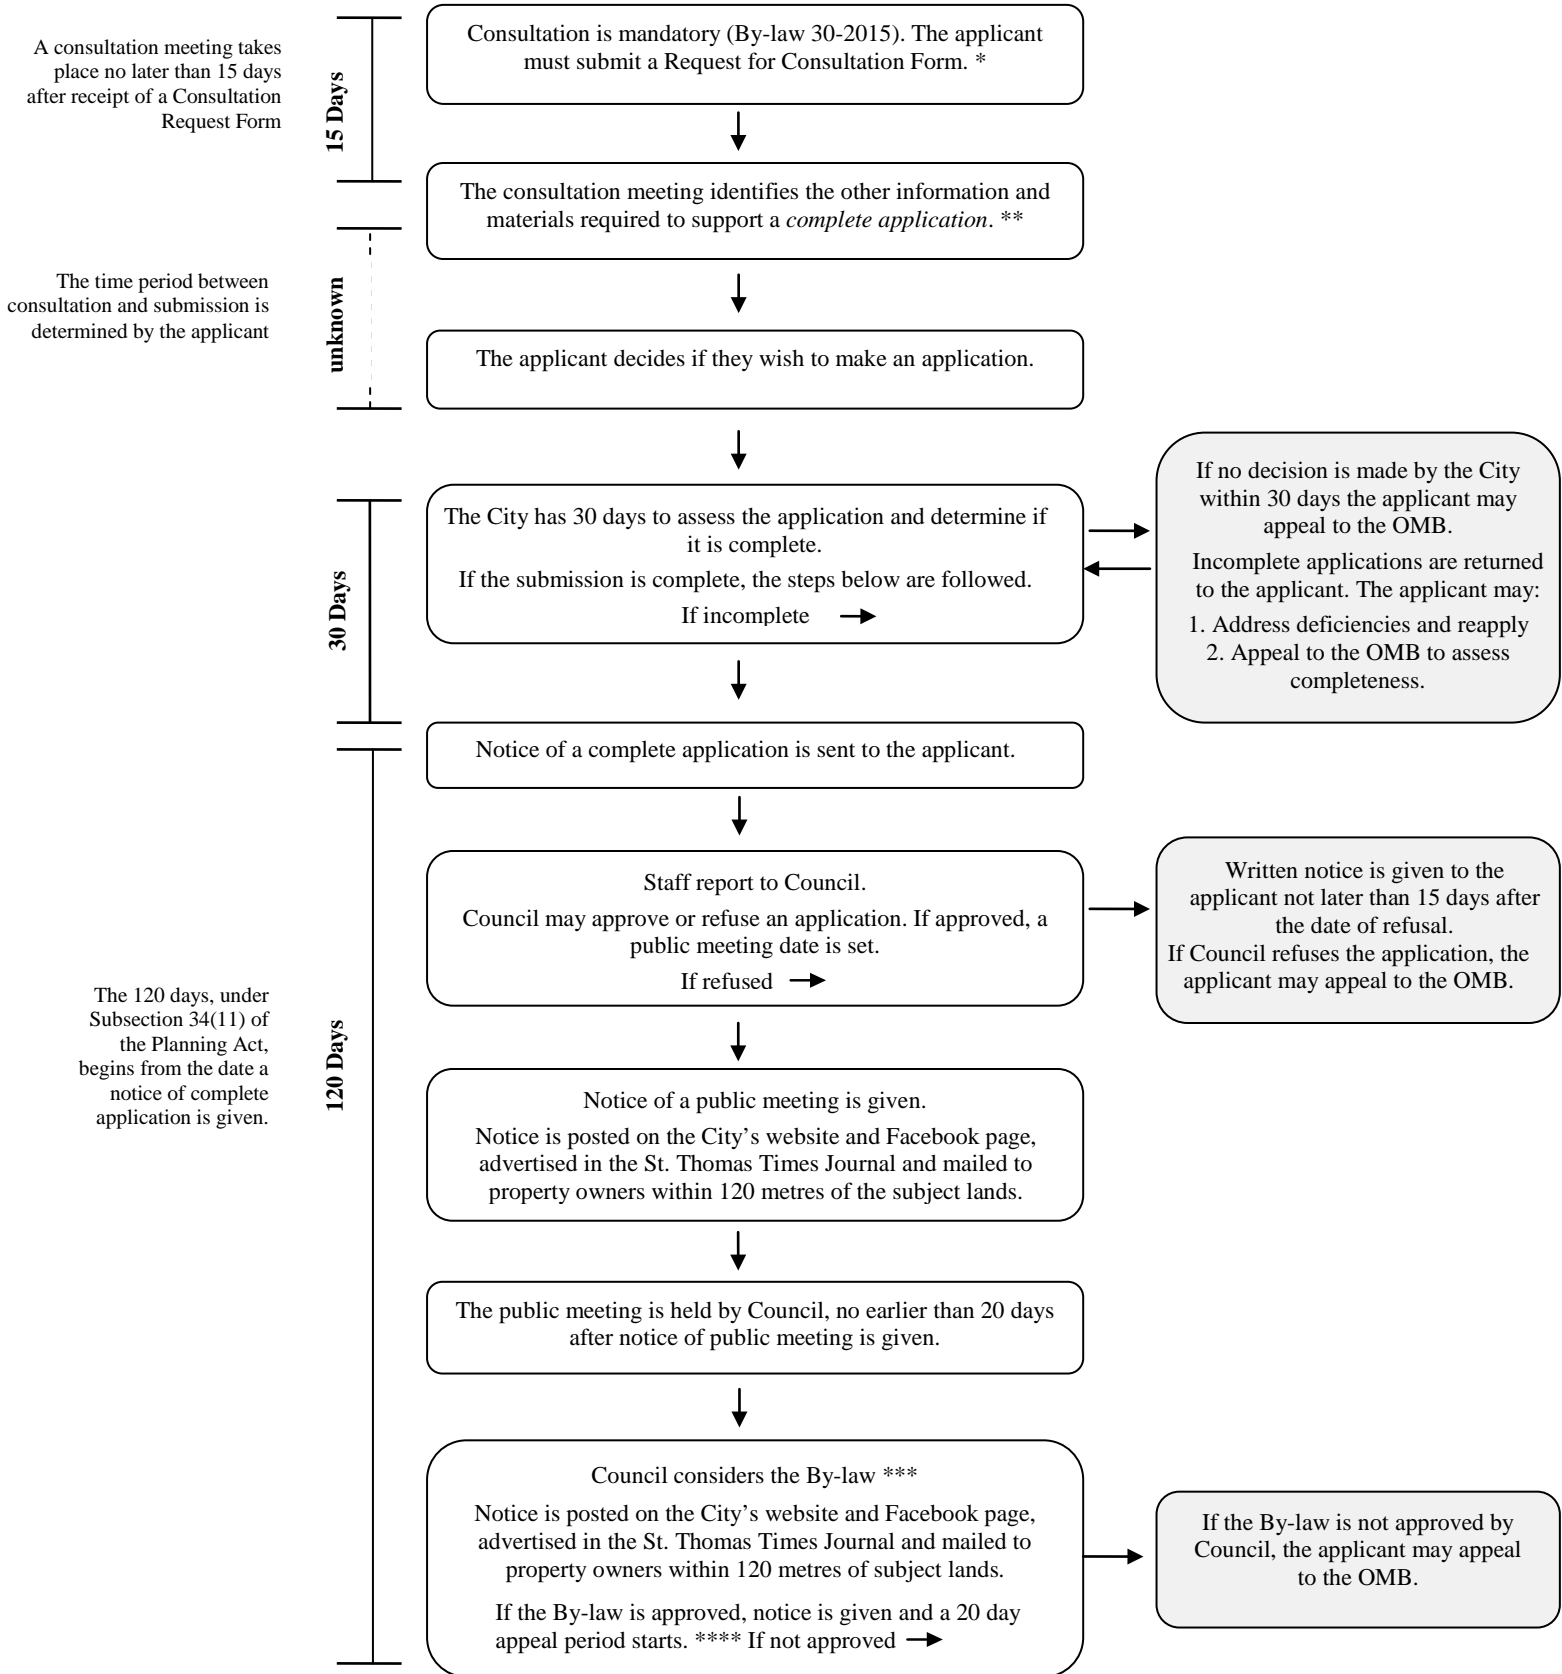 Consultation is mandatory (By-law 30-2015). The applicant
must submit a Request for Consultation Form. *
A consultation meeting takes
place no later than 15 days
after receipt of a Consultation
Request Form
15 Days
The consultation meeting identifies the other information and
materials required to support a complete application. **
The time period between
consultation and submission is
determined by the applicant
unknown
The applicant decides if they wish to make an application.
The City has 30 days to assess the application and determine if
it is complete.
If the submission is complete, the steps below are followed.
If incomplete
30 Days
If no decision is made by the City
within 30 days the applicant may
appeal to the OMB.
Incomplete applications are returned
to the applicant. The applicant may:
1. Address deficiencies and reapply
2. Appeal to the OMB to assess
completeness.
Notice of a complete application is sent to the applicant.
Staff report to Council.
Council may approve or refuse an application. If approved, a
public meeting date is set.
If refused
Written notice is given to the
applicant not later than 15 days after
the date of refusal.
If Council refuses the application, the
applicant may appeal to the OMB.
The 120 days, under
Subsection 34(11) of
the Planning Act,
begins from the date a
notice of complete
application is given.
120 Days
Notice of a public meeting is given.
Notice is posted on the City’s website and Facebook page,
advertised in the St. Thomas Times Journal and mailed to
property owners within 120 metres of the subject lands.
The public meeting is held by Council, no earlier than 20 days
after notice of public meeting is given.
Council considers the By-law ***
Notice is posted on the City’s website and Facebook page,
advertised in the St. Thomas Times Journal and mailed to
property owners within 120 metres of subject lands.
If the By-law is approved, notice is given and a 20 day
appeal period starts. **** If not approved
If the By-law is not approved by
Council, the applicant may appeal
to the OMB.